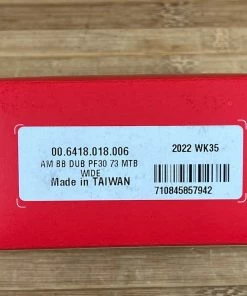 00.6418.018.006
2022 WK35
AM BB DUB PF30 73 MTB
WIDE
Made in TAIWAN
710845857942